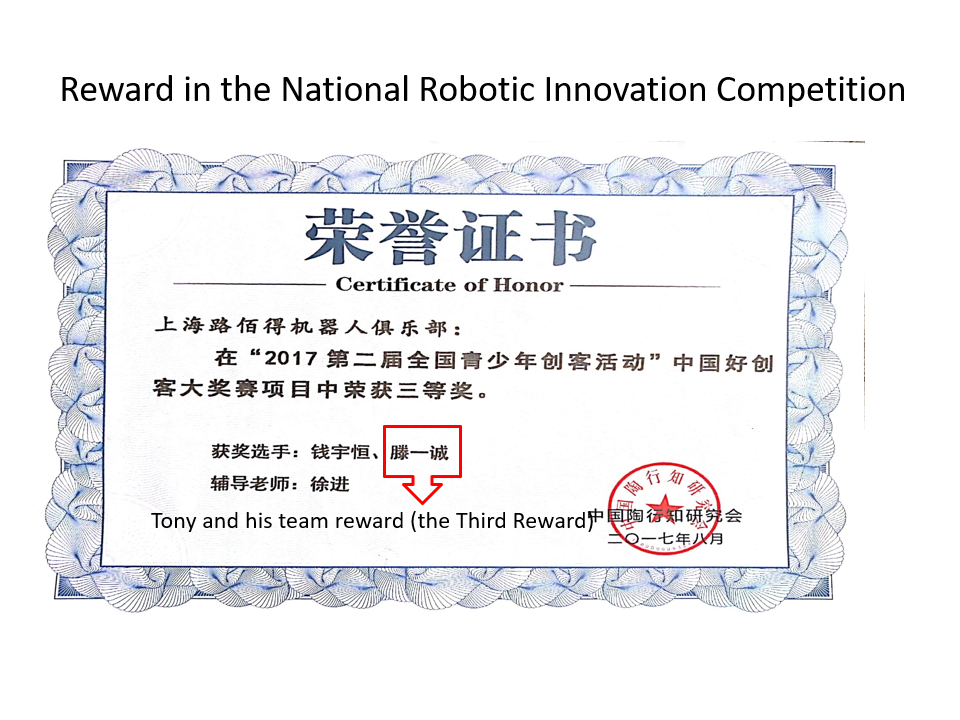 Reward in the National Robotic Innovation Competition
荣誉证书
Certificate of Honor
上海路佰得机器人俱乐部：
在“2017 第二届全国青少年创客活动”中国好创
客大奖赛项目中荣获三等奖。
获奖选手：钱宇恒、滕一诚
辅导老师：徐进
Tony and his team reward (the Third Reward)
中国陶行知研究会
中国陶行知研究会
二〇一七年八月